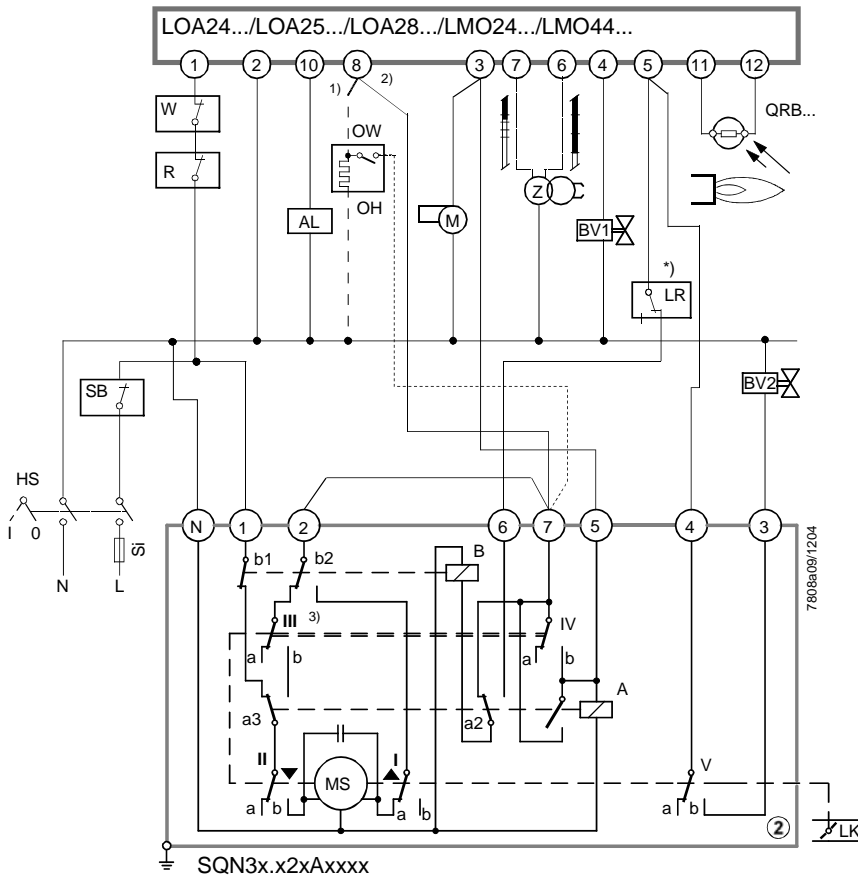 LOA24.../LOA25.../LOA28.../LMO24.../LMO44...
1 2 10 8 3 7 6 4 5 11 12
1) 2)
W
QRB...
OW
R
OH
AL
M
Z
BV1
*)
LR
SB
BV2
HS
I 0
Si
N L
N 1 2 6 7 5 4 3
7808a09/1204
b1 b2 B
III 3) IV
a b a b
A
a3 a2
II I V
MS
a b a b a b
2
LK
SQN3x.x2xAxxxx